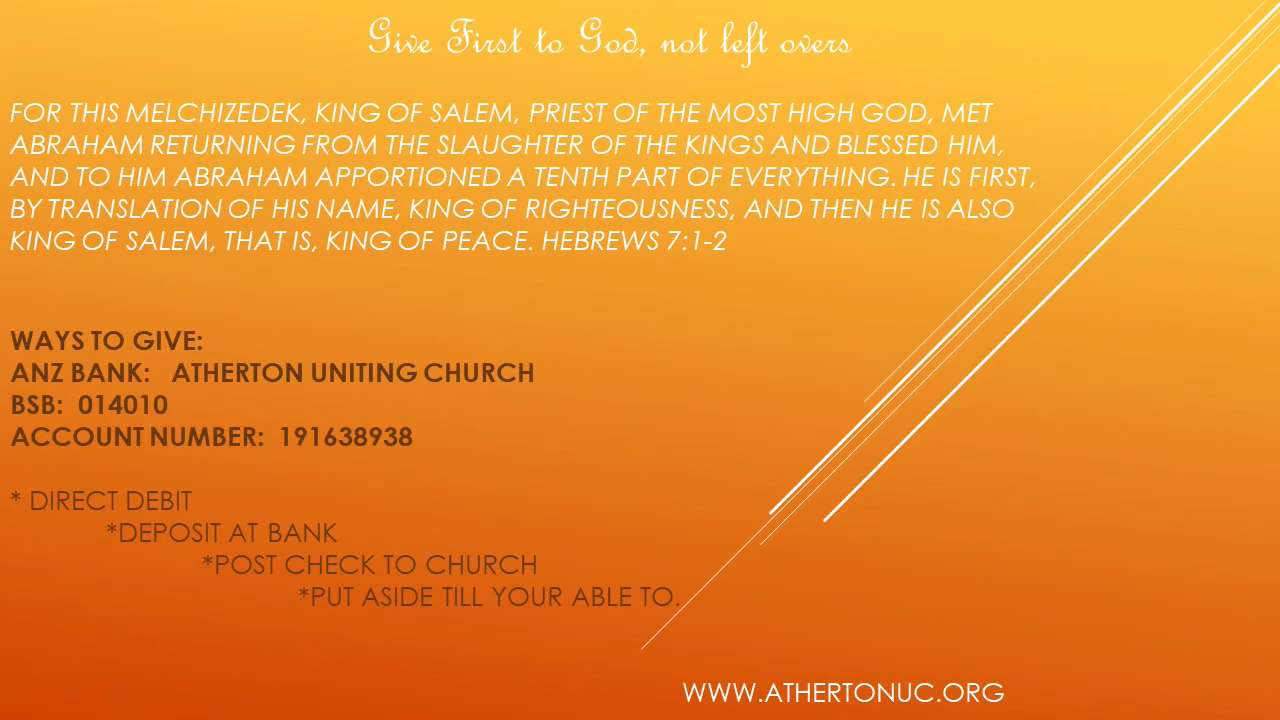 Give First to God, not left overs
FOR THIS MELCHIZEDEK, KING OF SALEM, PRIEST OF THE MOST HIGH GOD, MET
ABRAHAM RETURNING FROM THE SLAUGHTER OF THE KINGS AND BLESSED HIM,
AND TO HIM ABRAHAM APPORTIONED A TENTH PART OF EVERYTHING. HE IS FIRST,
BY TRANSLATION OF HIS NAME, KING OF RIGHTEOUSNESS, AND THEN HE IS ALSO
KING OF SALEM, THAT IS, KING OF PEACE. HEBREWS 7:1-2
WAYS TO GIVE:
ANZ BANK: ATHERTON UNITING CHURCH
BSB: 014010
ACCOUNT NUMBER: 191638938
* DIRECT DEBIT
*DEPOSIT AT BANK
*POST CHECK TO CHURCH
*PUT ASIDE TILL YOUR ABLE TO.
WWW.ATHERTONUC.ORG